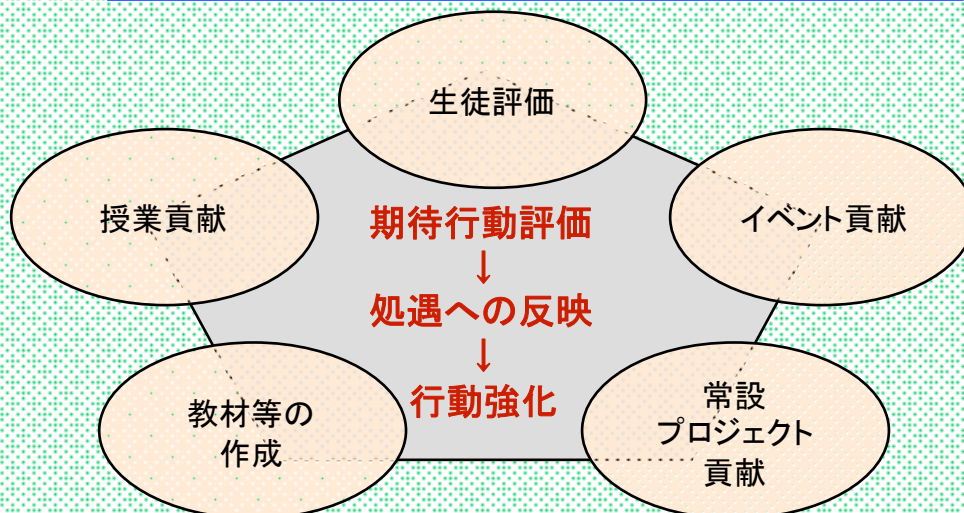 生徒評価
授業貢献
イベント貢献
期待行動評価
↓
処遇への反映
↓
行動強化
教材等の
作成
常設
プロジェクト
貢献